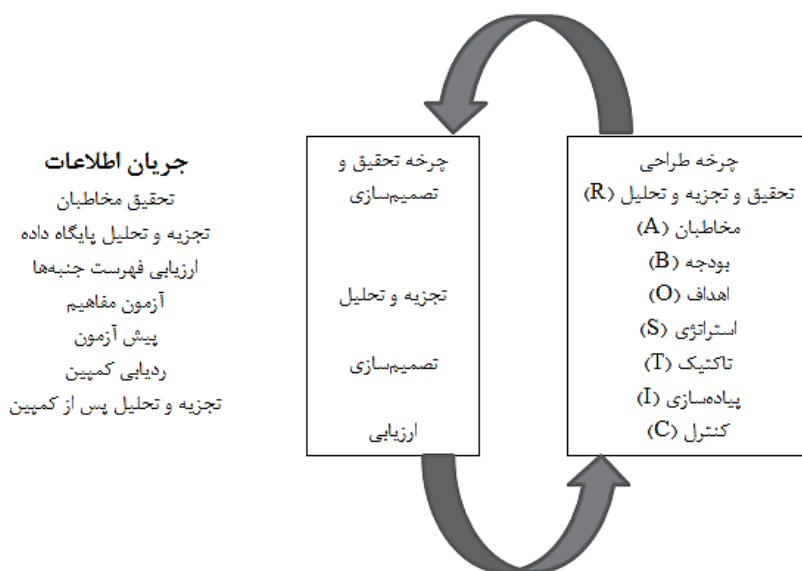 چرخه طراحی
تحقیق و تجزیه و تحلیل (R)
مخاطبان (A)
بودجه (B)
اهداف (O)
استراتژی (S)
تاکتیک (T)
پیاده‌سازی (I)
کنترل (C)
چرخه تحقیق و
تصمیم‌سازی
تجزیه و تحلیل
تصمیم‌سازی
ارزیابی
جریان اطلاعات
تحقیق مخاطبان
تجزیه و تحلیل پایگاه داده
ارزیابی فهرست جنبه‌ها
آزمون مفاهیم
پیش آزمون
ردیابی کمپین
تجزیه و تحلیل پس از کمپین